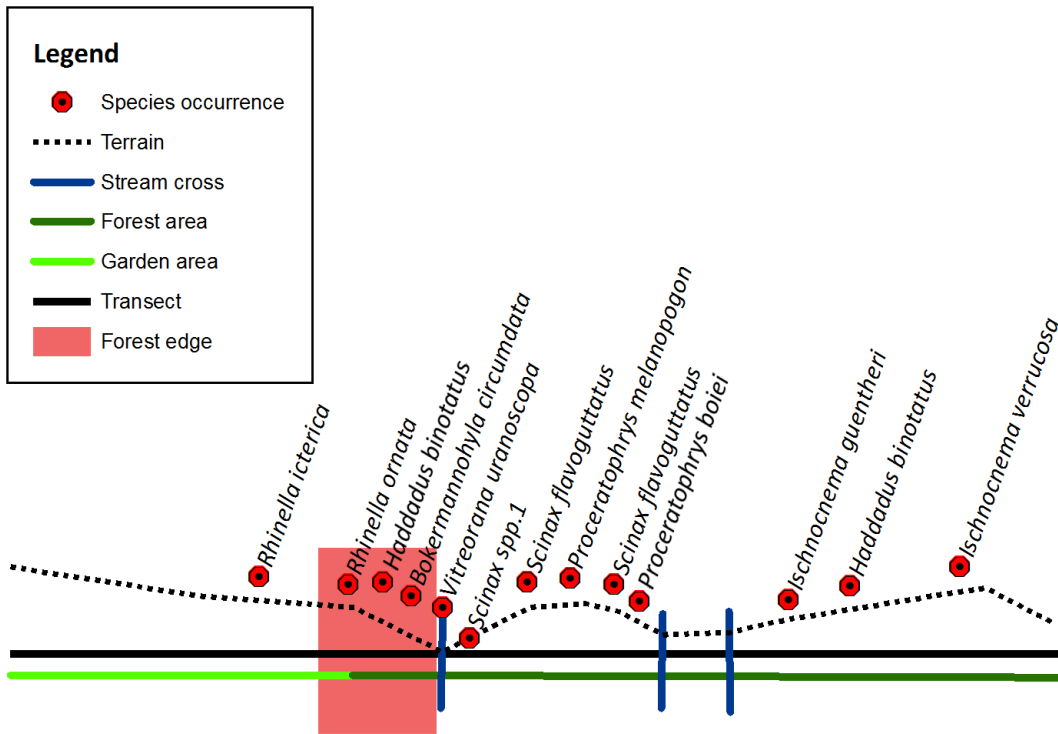 Legend
Species occurrence
Terrain
Stream cross
Forest area
Garden area
Transect
Forest edge
Rhinella icterica
Rhinella ornata
Haddadus binotatus
Bokermannohyla circumdata
Vitreorana uranoscopa
Scinax spp.1
Scinax flavoguttatus
Proceratophrys melanopogon
Scinax flavoguttatus
Proceratophrys boiei
Ischnocnema guentheri
Haddadus binotatus
Ischnocnema verrucosa